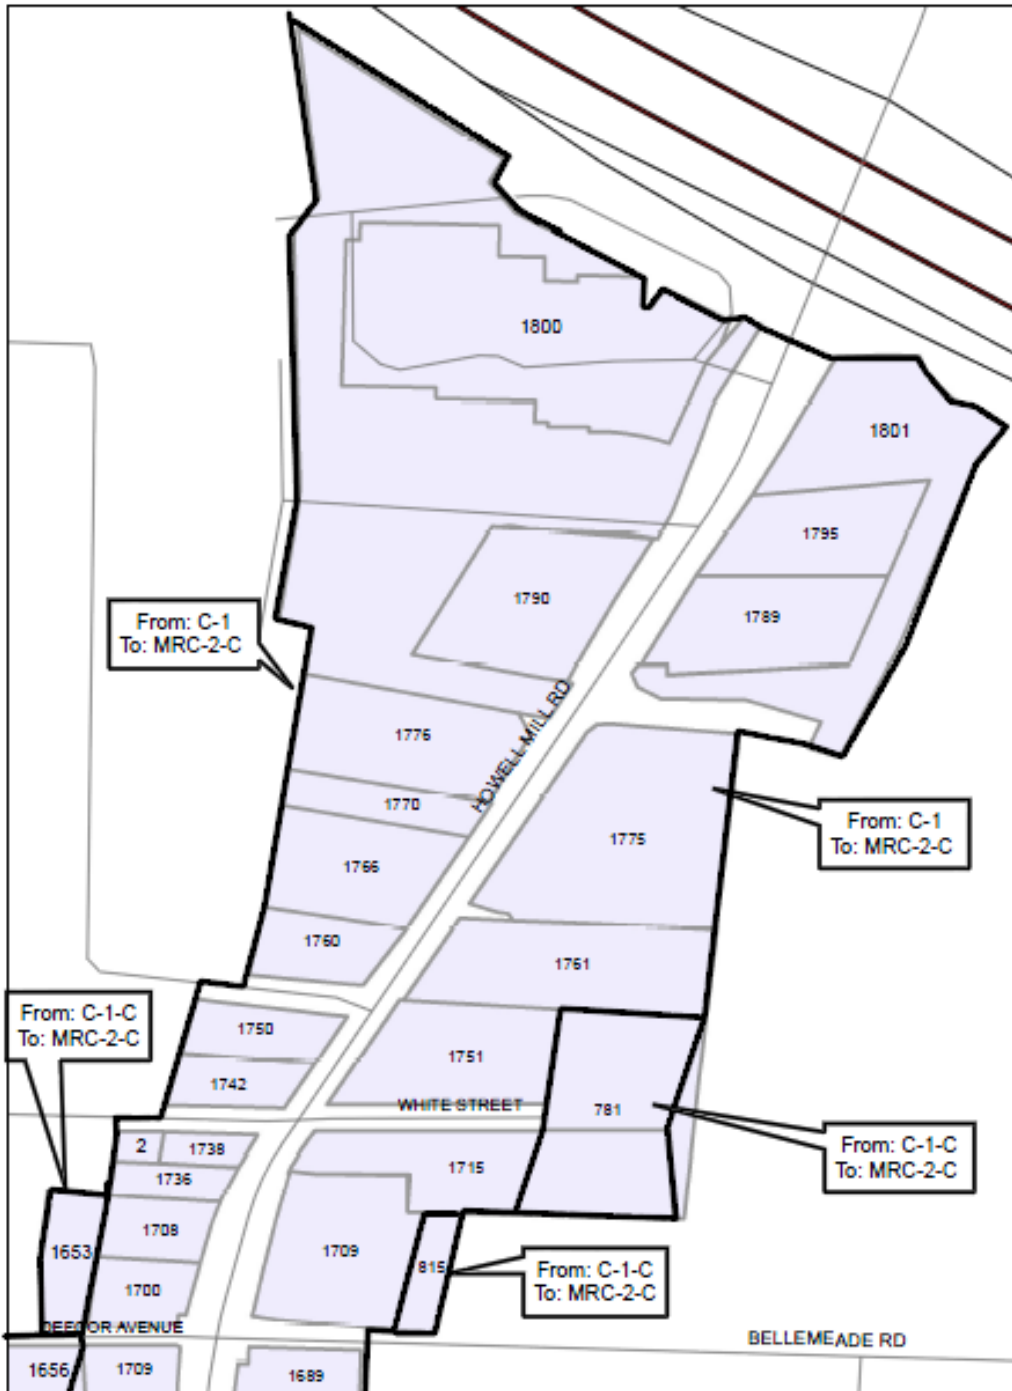 1800
1801
1795
1790
1789
From: C-1
To: MRC-2-C
HOWELL MILL RD
1776
1770
1775
From: C-1
To: MRC-2-C
1766
1760
1761
From: C-1-C
To: MRC-2-C
1750
1751
1742
WHITE STREET
781
From: C-1-C
To: MRC-2-C
2
1738
1736
1715
1708
1653
1709
815
From: C-1-C
To: MRC-2-C
1700
DEFOOR AVENUE
BELLEMEADE RD
1656
1709
1689